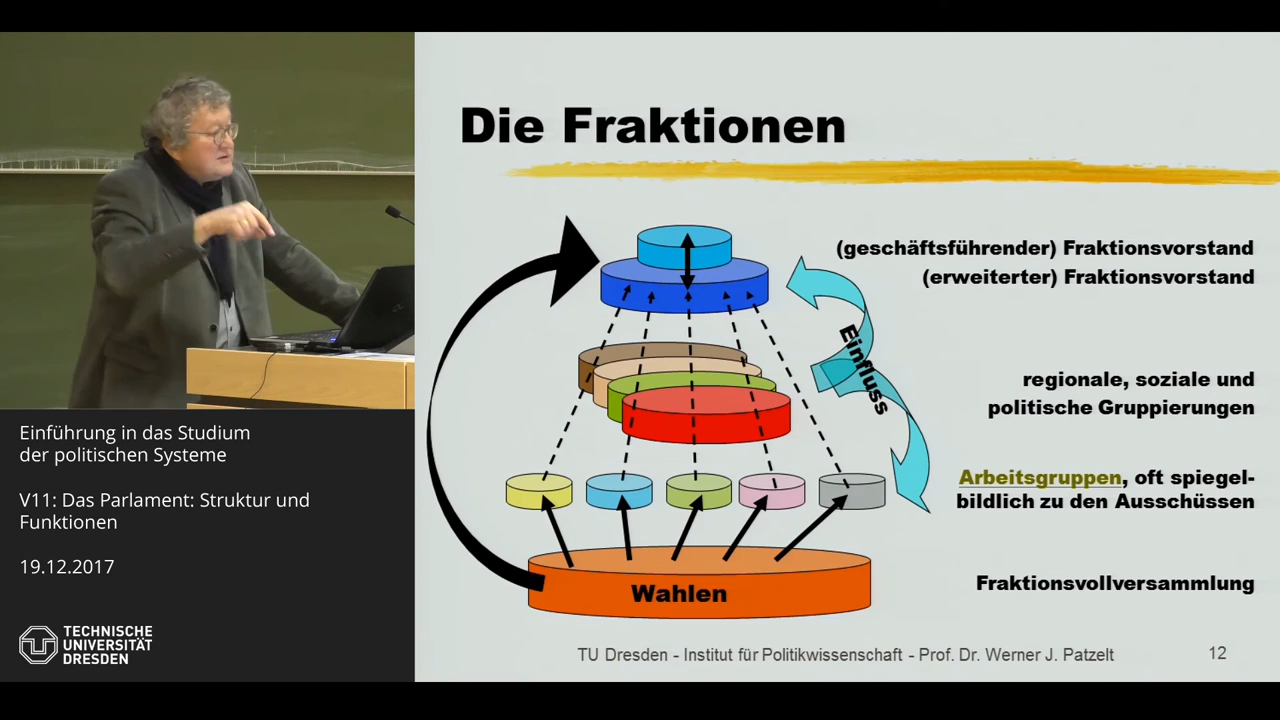 Die Fraktionen
(geschäftsführender) Fraktionsvorstand
(erweiterter) Fraktionsvorstand
Einfluss
regionale, soziale und
politische Gruppierungen
Arbeitsgruppen, oft spiegel-
bildlich zu den Ausschüssen
Wahlen
Fraktionsvollversammlung
TU Dresden - Institut für Politikwissenschaft - Prof. Dr. Werner J. Patzelt
12
Einführung in das Studium
der politischen Systeme
V11: Das Parlament: Struktur und
Funktionen
19.12.2017
TECHNISCHE
UNIVERSITÄT
DRESDEN